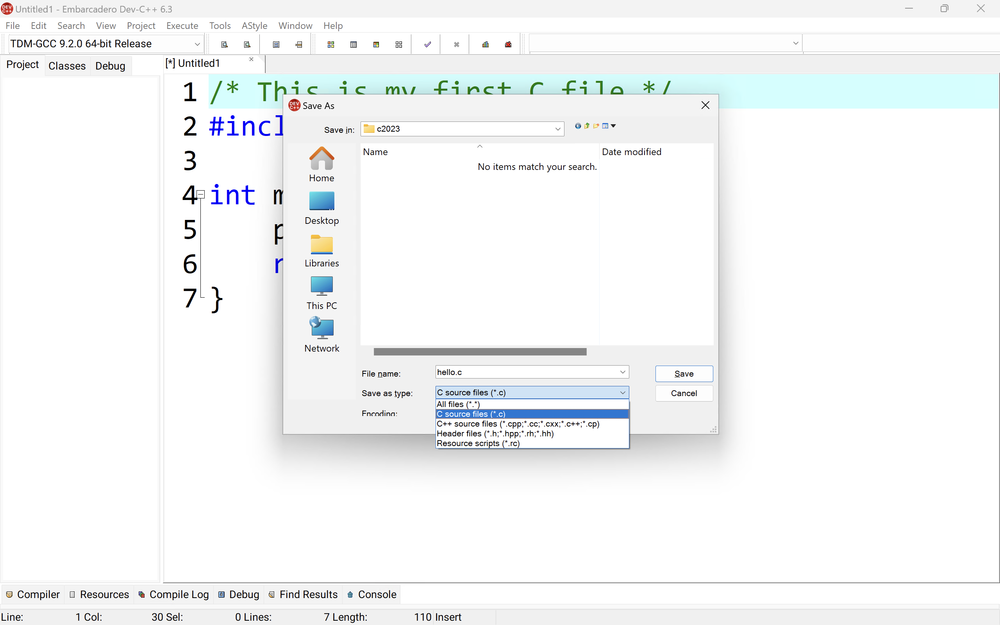 DEV C++ Untitled1 - Embarcadero Dev-C++ 6.3
File Edit Search View Project Execute Tools AStyle Window Help
TDM-GCC 9.2.0 64-bit Release
Project Classes Debug
[*] Untitled1
1 /* This is my first C file */
2 #incl
3
4 int m
5 p
6 r
7 }
DEV C++ Save As
Save in: c2023
Name Date modified
No items match your search.
Home
Desktop
Libraries
This PC
Network
File name: hello.c Save
Save as type: C source files (*.c) Cancel
All files (*.*)
Encoding: C source files (*.c)
C++ source files (*.cpp;*.cc;*.cxx;*.c++;*.cp)
Header files (*.h;*.hpp;*.rh;*.hh)
Resource scripts (*.rc)
Compiler Resources Compile Log Debug Find Results Console
Line: 1 Col: 30 Sel: 0 Lines: 7 Length: 110 Insert